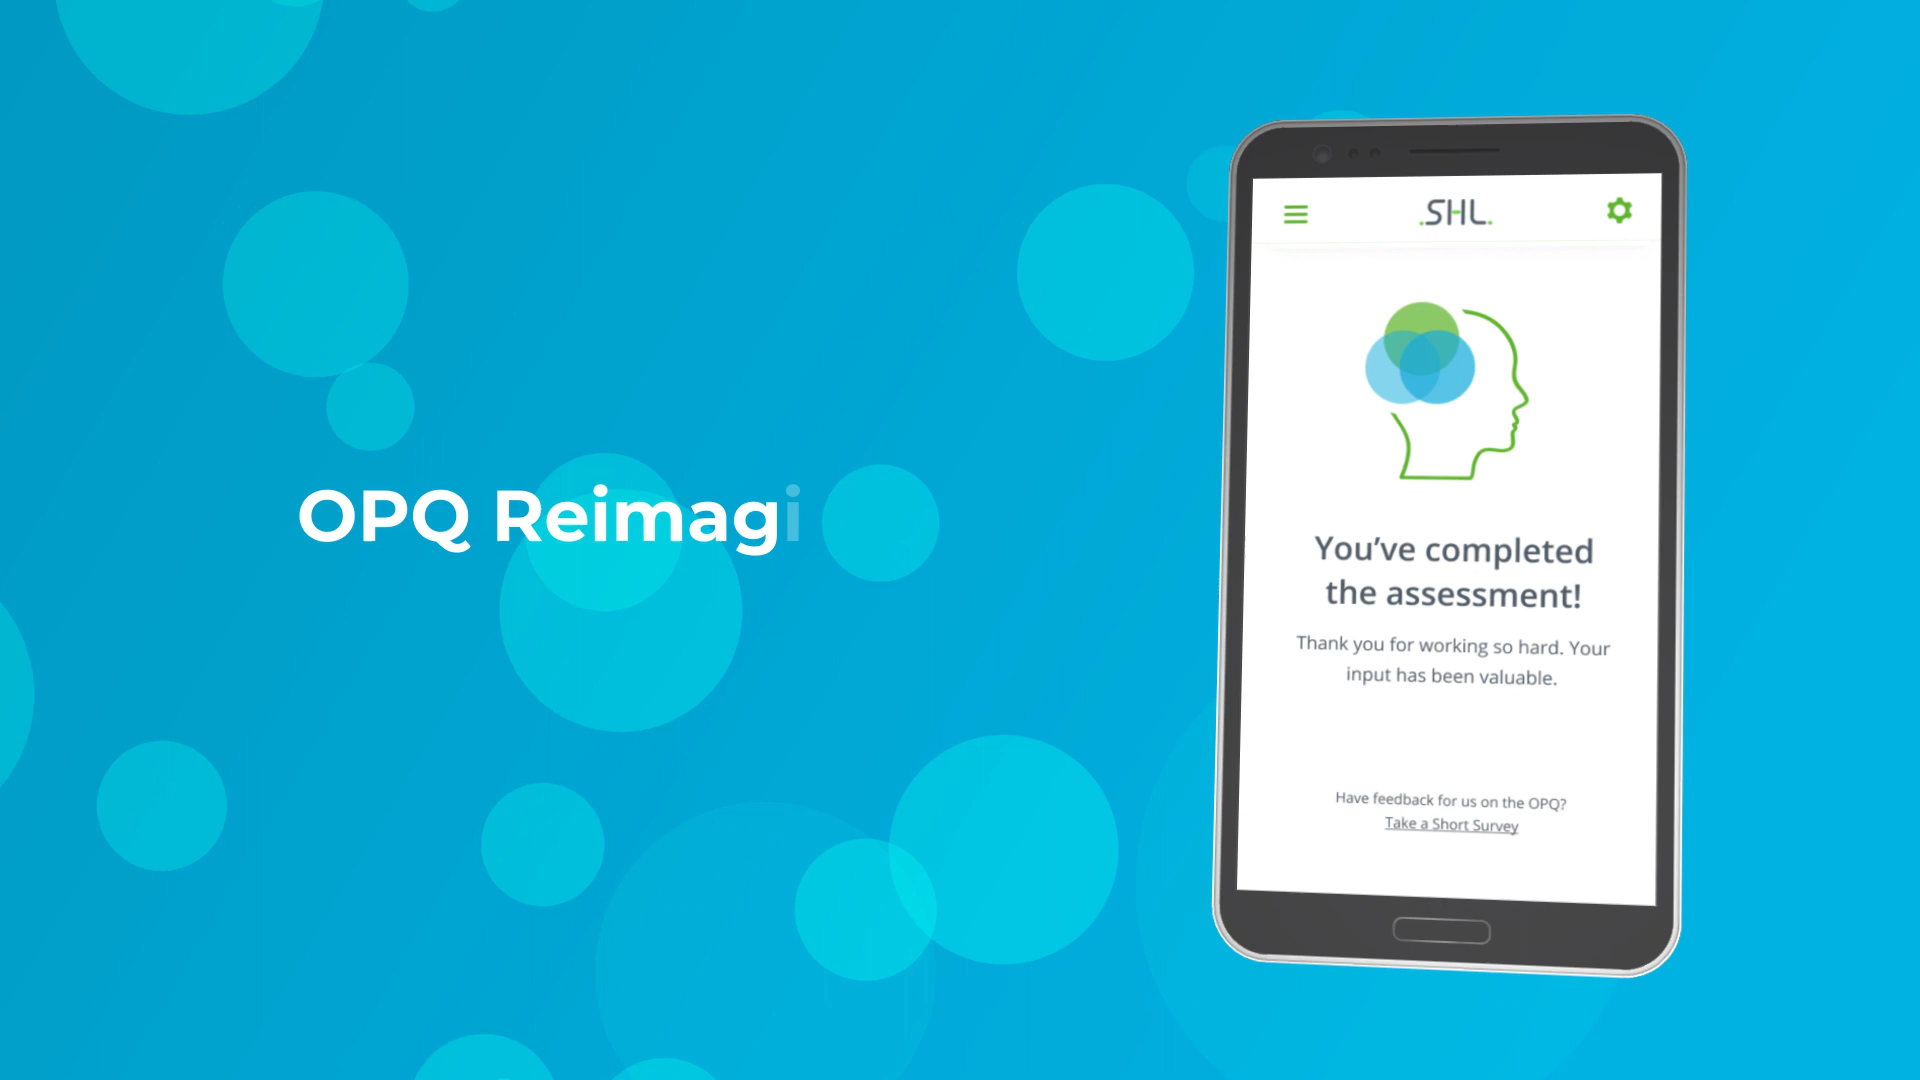 OPQ Reimagi
.SHL.
You’ve completed
the assessment!
Thank you for working so hard. Your
input has been valuable.
Have feedback for us on the OPQ?
Take a Short Survey